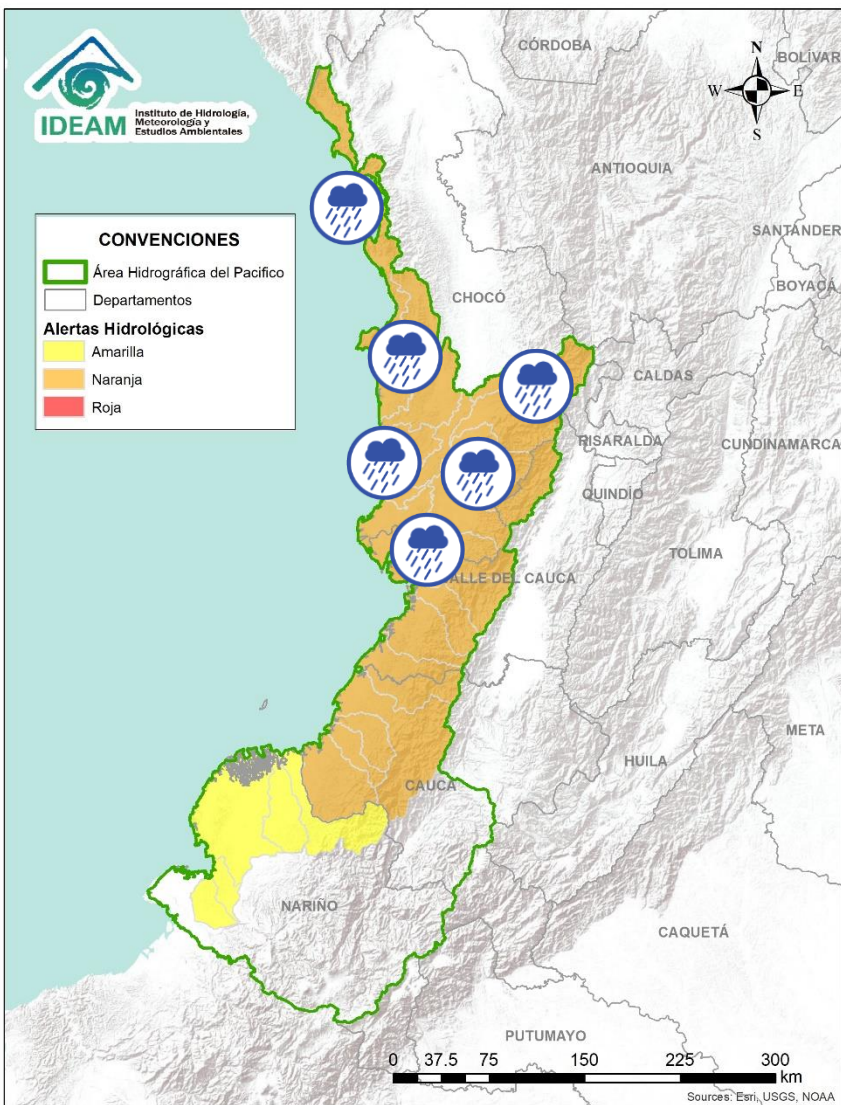 IDEAM
Instituto de Hidrología,
Meteorología y
Estudios Ambientales
N
W
E
S
CONVENCIONES
Área Hidrográfica del Pacifico
Departamentos
Alertas Hidrológicas
Amarilla
Naranja
Roja
CÓRDOBA
BOLÍVAR
ANTIOQUIA
SANTANDER
BOYACÁ
CHOCÓ
CALDAS
RISARALDA
CUNDINAMARCA
QUINDÍO
TOLIMA
ALLE DEL CAUCA
META
HUILA
CAUCA
NARIÑO
CAQUETÁ
PUTUMAYO
0 37.5 75 150 225 300
km
Sources: Esri, USGS, NOAA